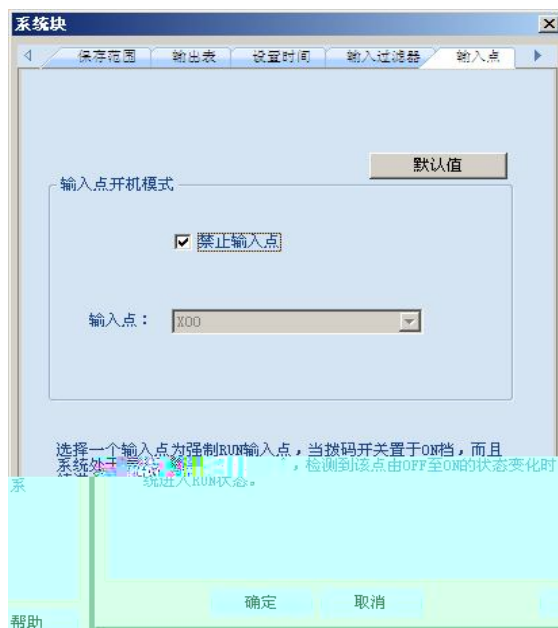 系统块
保存范围 输出表 设置时间 输入过滤器 输入点
默认值
输入点开机模式
禁止输入点
输入点： X00
选择一个输入点为强制RUN输入点，当拨码开关置于ON档，而且
系统处于，检测到该点由OFF至ON的状态变化时
系
统进入RUN状态。
确定 取消
帮助